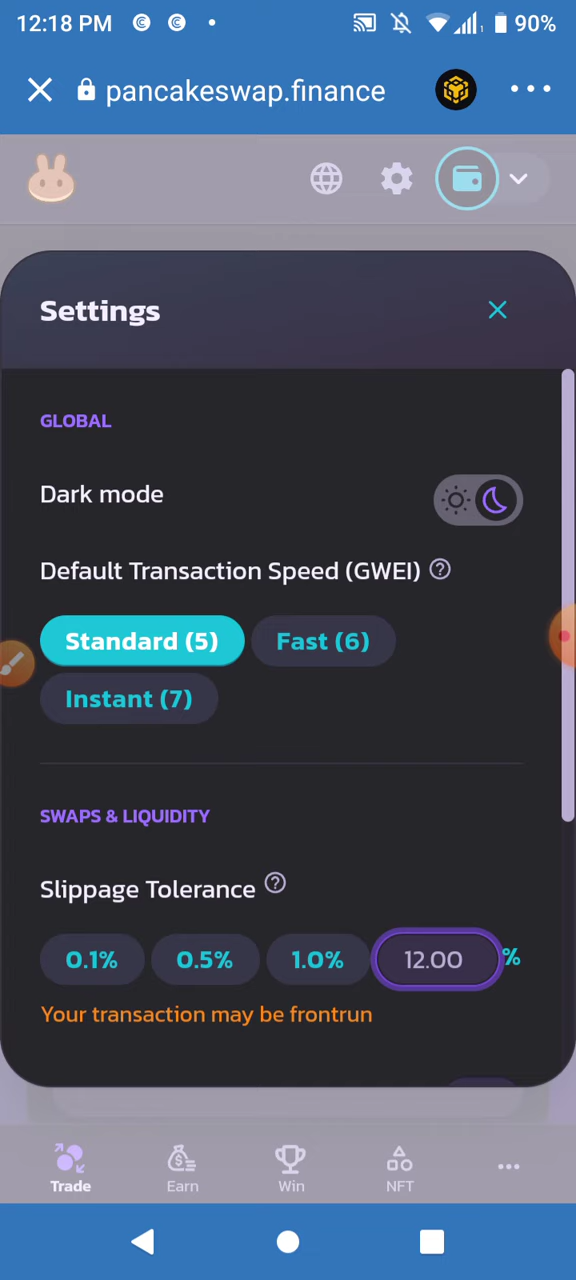 12:18 PM
90%
pancakeswap.finance
Settings
GLOBAL
Dark mode
Default Transaction Speed (GWEI)
Standard (5)
Fast (6)
Instant (7)
SWAPS & LIQUIDITY
Slippage Tolerance
0.1%
0.5%
1.0%
12.00
%
Your transaction may be frontrun
Trade
Earn
Win
NFT